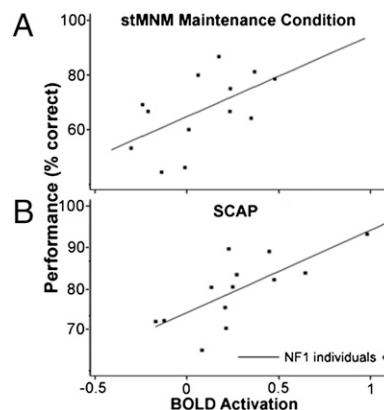 A
stMNM Maintenance Condition
100
80
60
Performance (% correct)
B
SCAP
100
90
80
70
NF1 individuals
-0.5
0
0.5
1
BOLD Activation